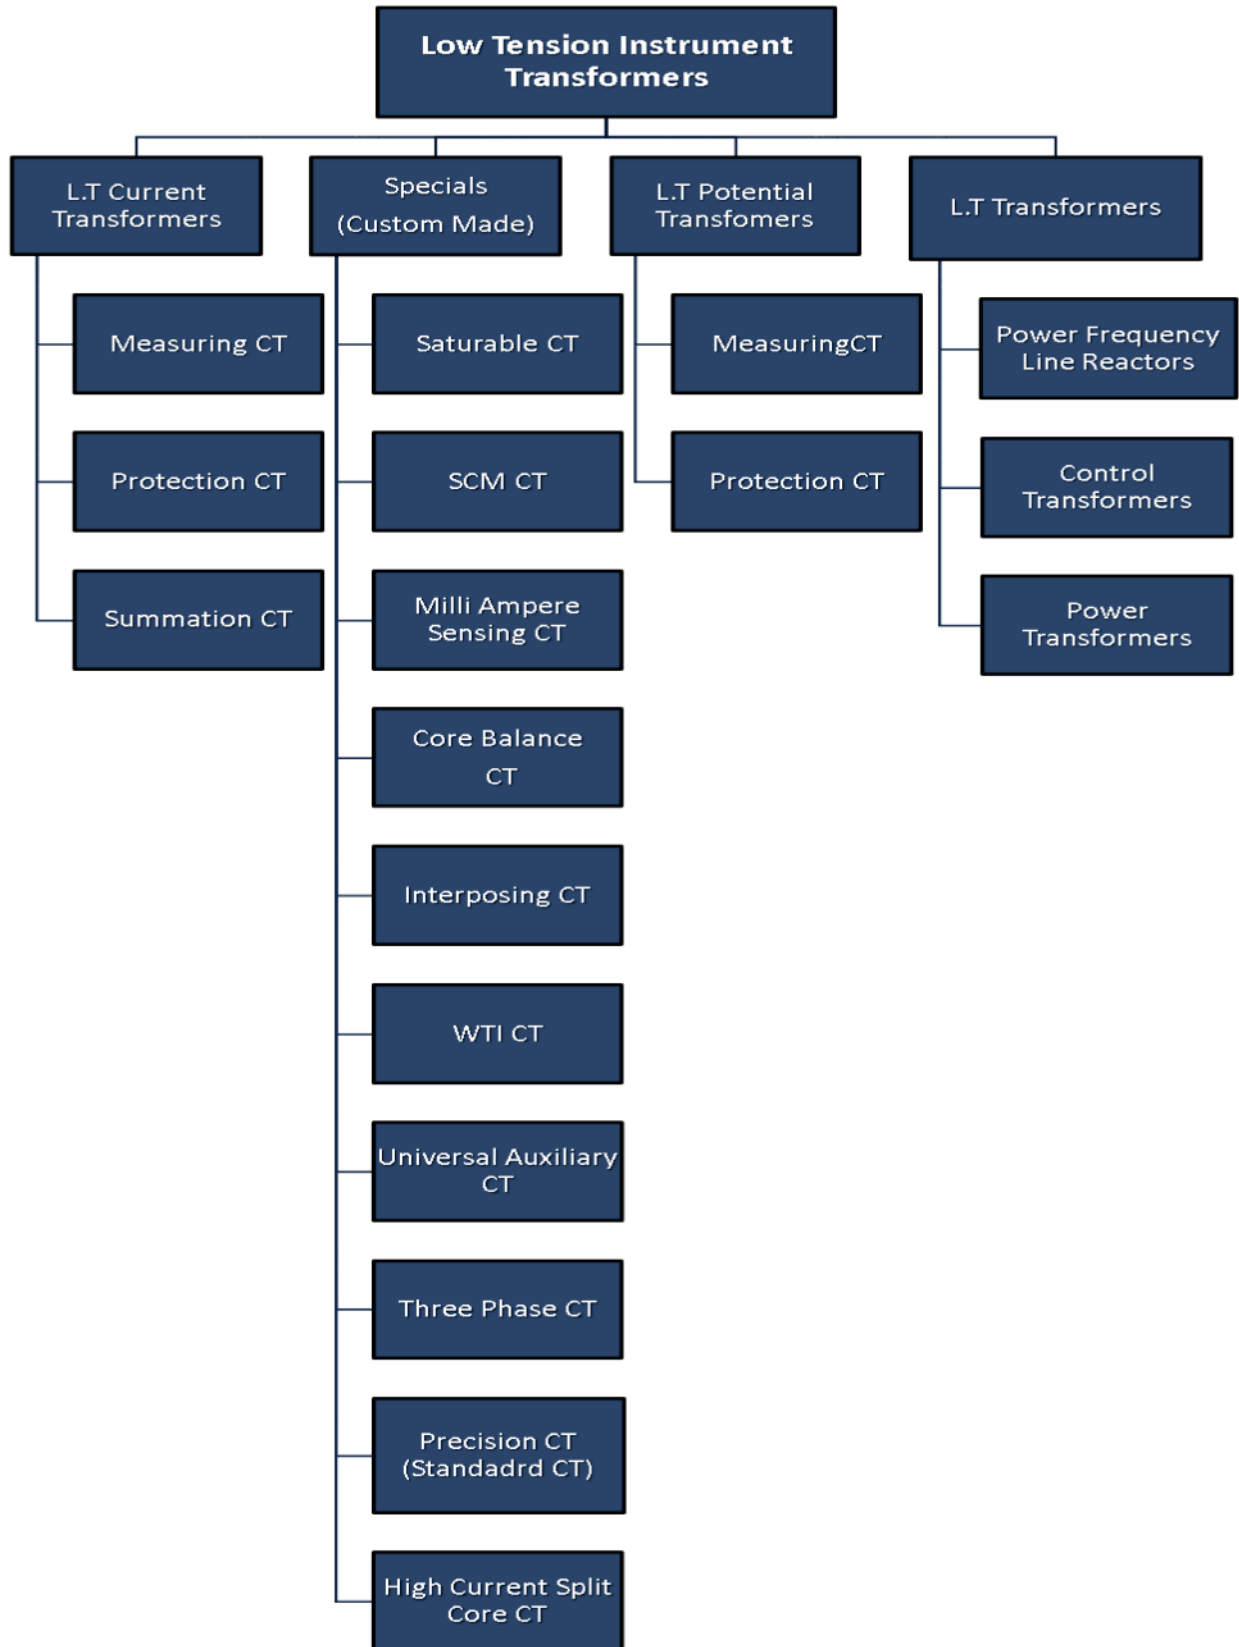 Low Tension Instrument
Transformers
L.T Current
Transformers
Measuring CT
Protection CT
Summation CT
Specials
(Custom Made)
Saturable CT
SCM CT
Milli Ampere
Sensing CT
Core Balance
CT
Interposing CT
WTI CT
Universal Auxiliary
CT
Three Phase CT
Precision CT
(Standadrd CT)
High Current Split
Core CT
L.T Potential
Transfomers
MeasuringCT
Protection CT
L.T Transformers
Power Frequency
Line Reactors
Control
Transformers
Power
Transformers